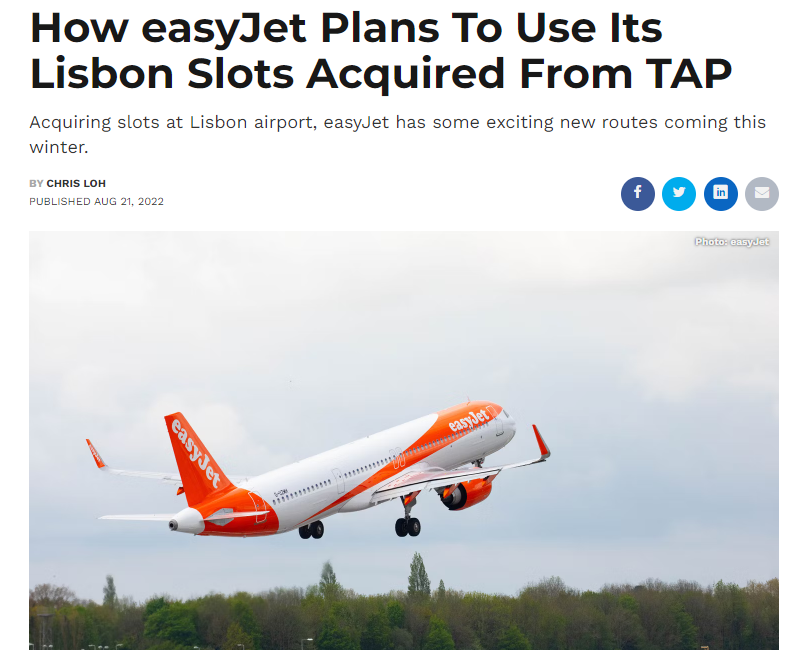 How easyJet Plans To Use Its
Lisbon Slots Acquired From TAP
Acquiring slots at Lisbon airport, easyJet has some exciting new routes coming this
winter.
BY CHRIS LOH
PUBLISHED AUG 21, 2022
f
in
Photo: easyJet
easyJet
easyJet